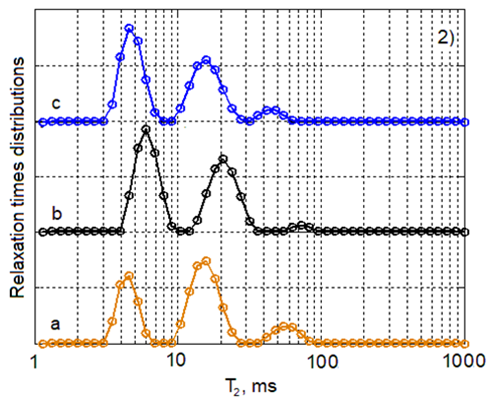 2)
c
b
a
Relaxation times distributions
1 10 100 1000
T₂, ms